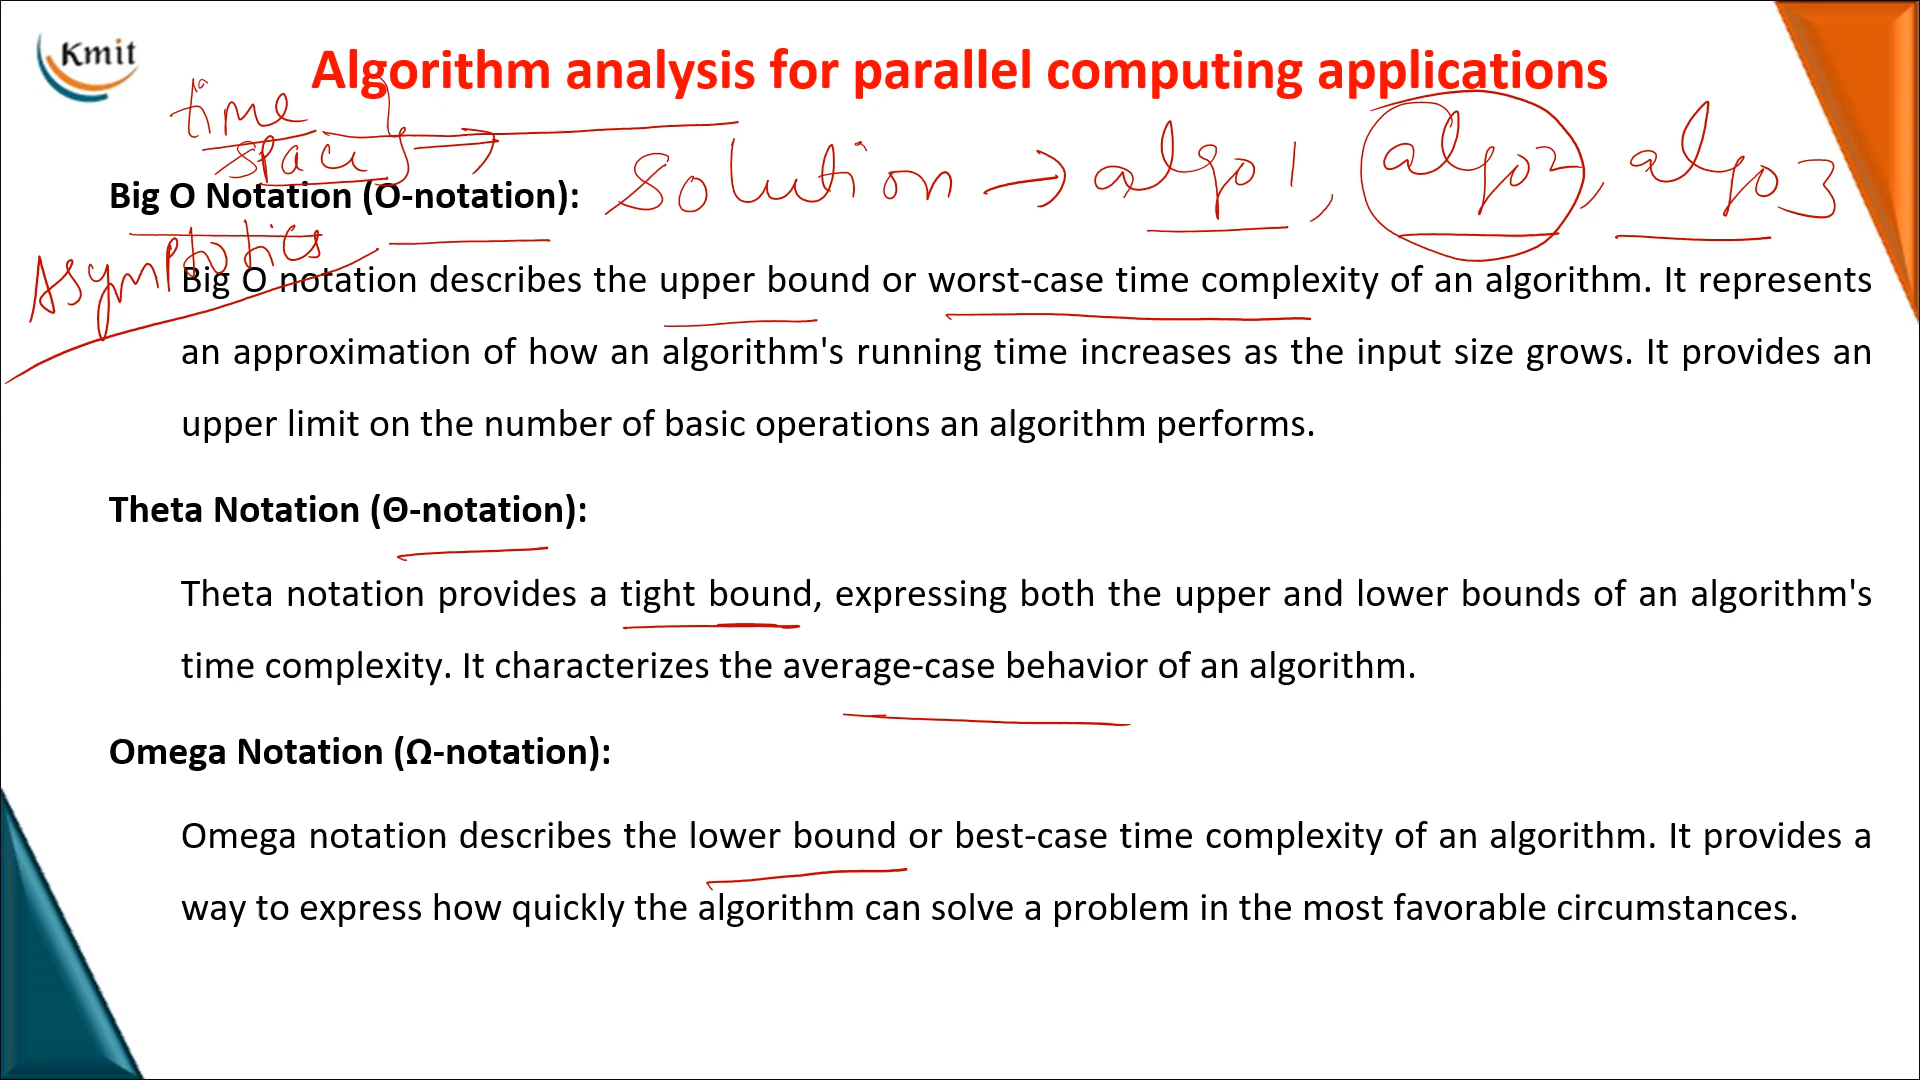 Kmit
Algorithm analysis for parallel computing applications
time
space
solution → algo1, algo2, algo3
Big O Notation (O-notation):
Asymptotics
Big O notation describes the upper bound or worst-case time complexity of an algorithm. It represents
an approximation of how an algorithm's running time increases as the input size grows. It provides an
upper limit on the number of basic operations an algorithm performs.
Theta Notation (Θ-notation):
Theta notation provides a tight bound, expressing both the upper and lower bounds of an algorithm's
time complexity. It characterizes the average-case behavior of an algorithm.
Omega Notation (Ω-notation):
Omega notation describes the lower bound or best-case time complexity of an algorithm. It provides a
way to express how quickly the algorithm can solve a problem in the most favorable circumstances.